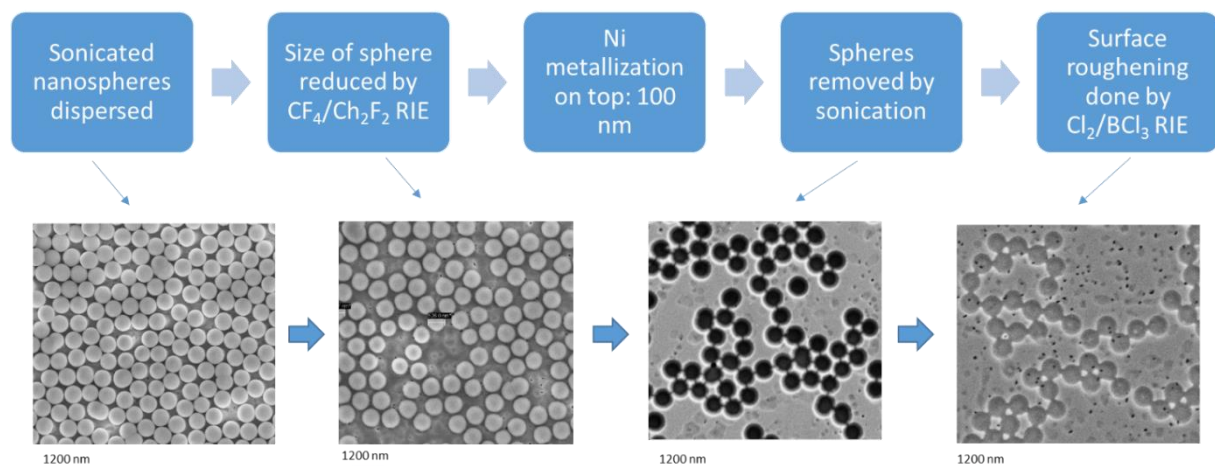 Sonicated
nanospheres
dispersed
Size of sphere
reduced by
CF₄/Ch₂F₂ RIE
Ni
metallization
on top: 100
nm
Spheres
removed by
sonication
Surface
roughening
done by
Cl₂/BCl₃ RIE
1200 nm
1200 nm
1200 nm
1200 nm